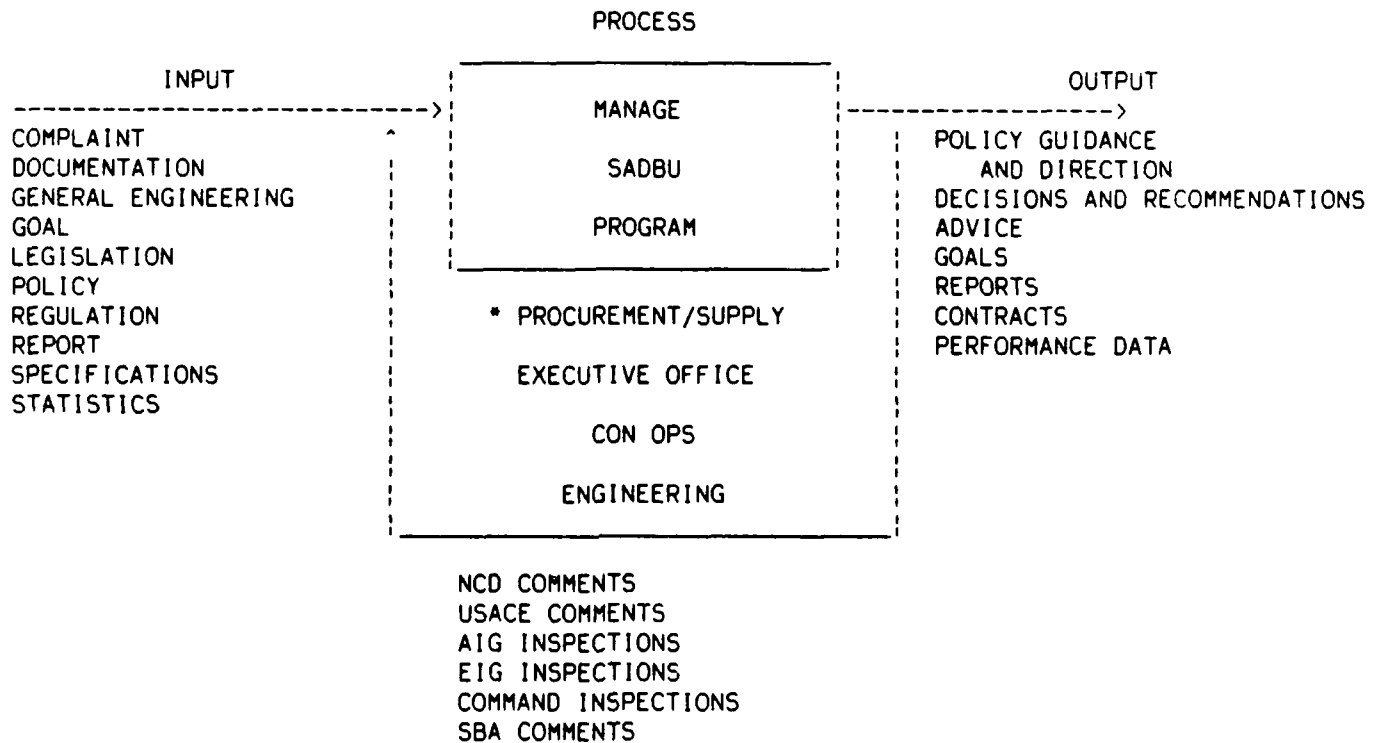 PROCESS
INPUT
MANAGE
SADBU
PROGRAM
OUTPUT
COMPLAINT
DOCUMENTATION
GENERAL ENGINEERING
GOAL
LEGISLATION
POLICY
REGULATION
REPORT
SPECIFICATIONS
STATISTICS
* PROCUREMENT/SUPPLY
EXECUTIVE OFFICE
CON OPS
ENGINEERING
POLICY GUIDANCE
AND DIRECTION
DECISIONS AND RECOMMENDATIONS
ADVICE
GOALS
REPORTS
CONTRACTS
PERFORMANCE DATA
NCD COMMENTS
USACE COMMENTS
AIG INSPECTIONS
EIG INSPECTIONS
COMMAND INSPECTIONS
SBA COMMENTS